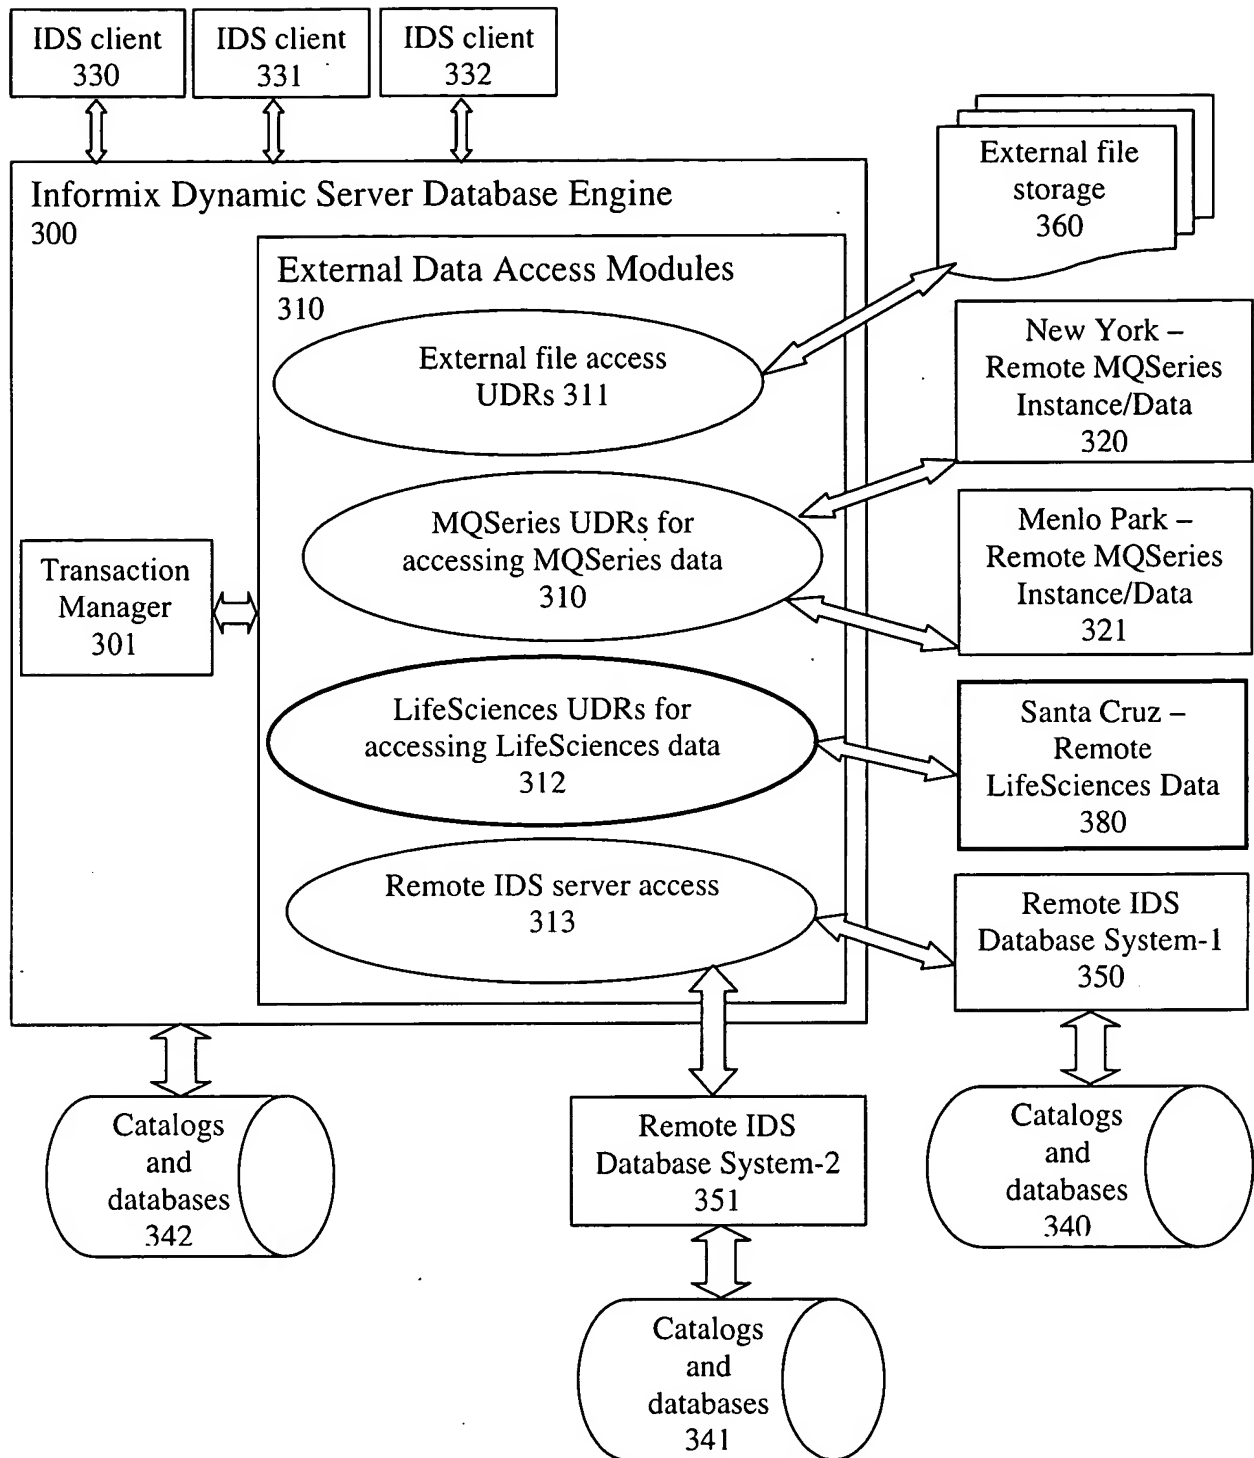 IDS client
330
IDS client
331
IDS client
332
Informix Dynamic Server Database Engine
300
External Data Access Modules
310
External file access
UDRs 311
MQSeries UDRs for
accessing MQSeries data
310
LifeSciences UDRs for
accessing LifeSciences data
312
Remote IDS server access
313
Transaction
Manager
301
External file
storage
360
New York –
Remote MQSeries
Instance/Data
320
Menlo Park –
Remote MQSeries
Instance/Data
321
Santa Cruz –
Remote
LifeSciences Data
380
Remote IDS
Database System-1
350
Catalogs
and
databases
342
Remote IDS
Database System-2
351
Catalogs
and
databases
340
Catalogs
and
databases
341